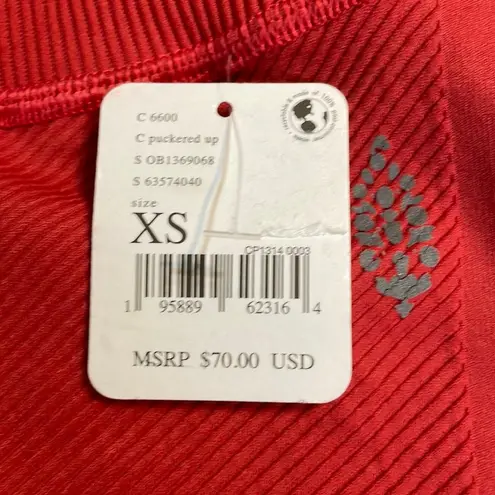 C 6600
C puckered up
S OB1369068
S 63574040
size
XS
CP1314 0003
1 95889 62316 4
MSRP $70.00 USD